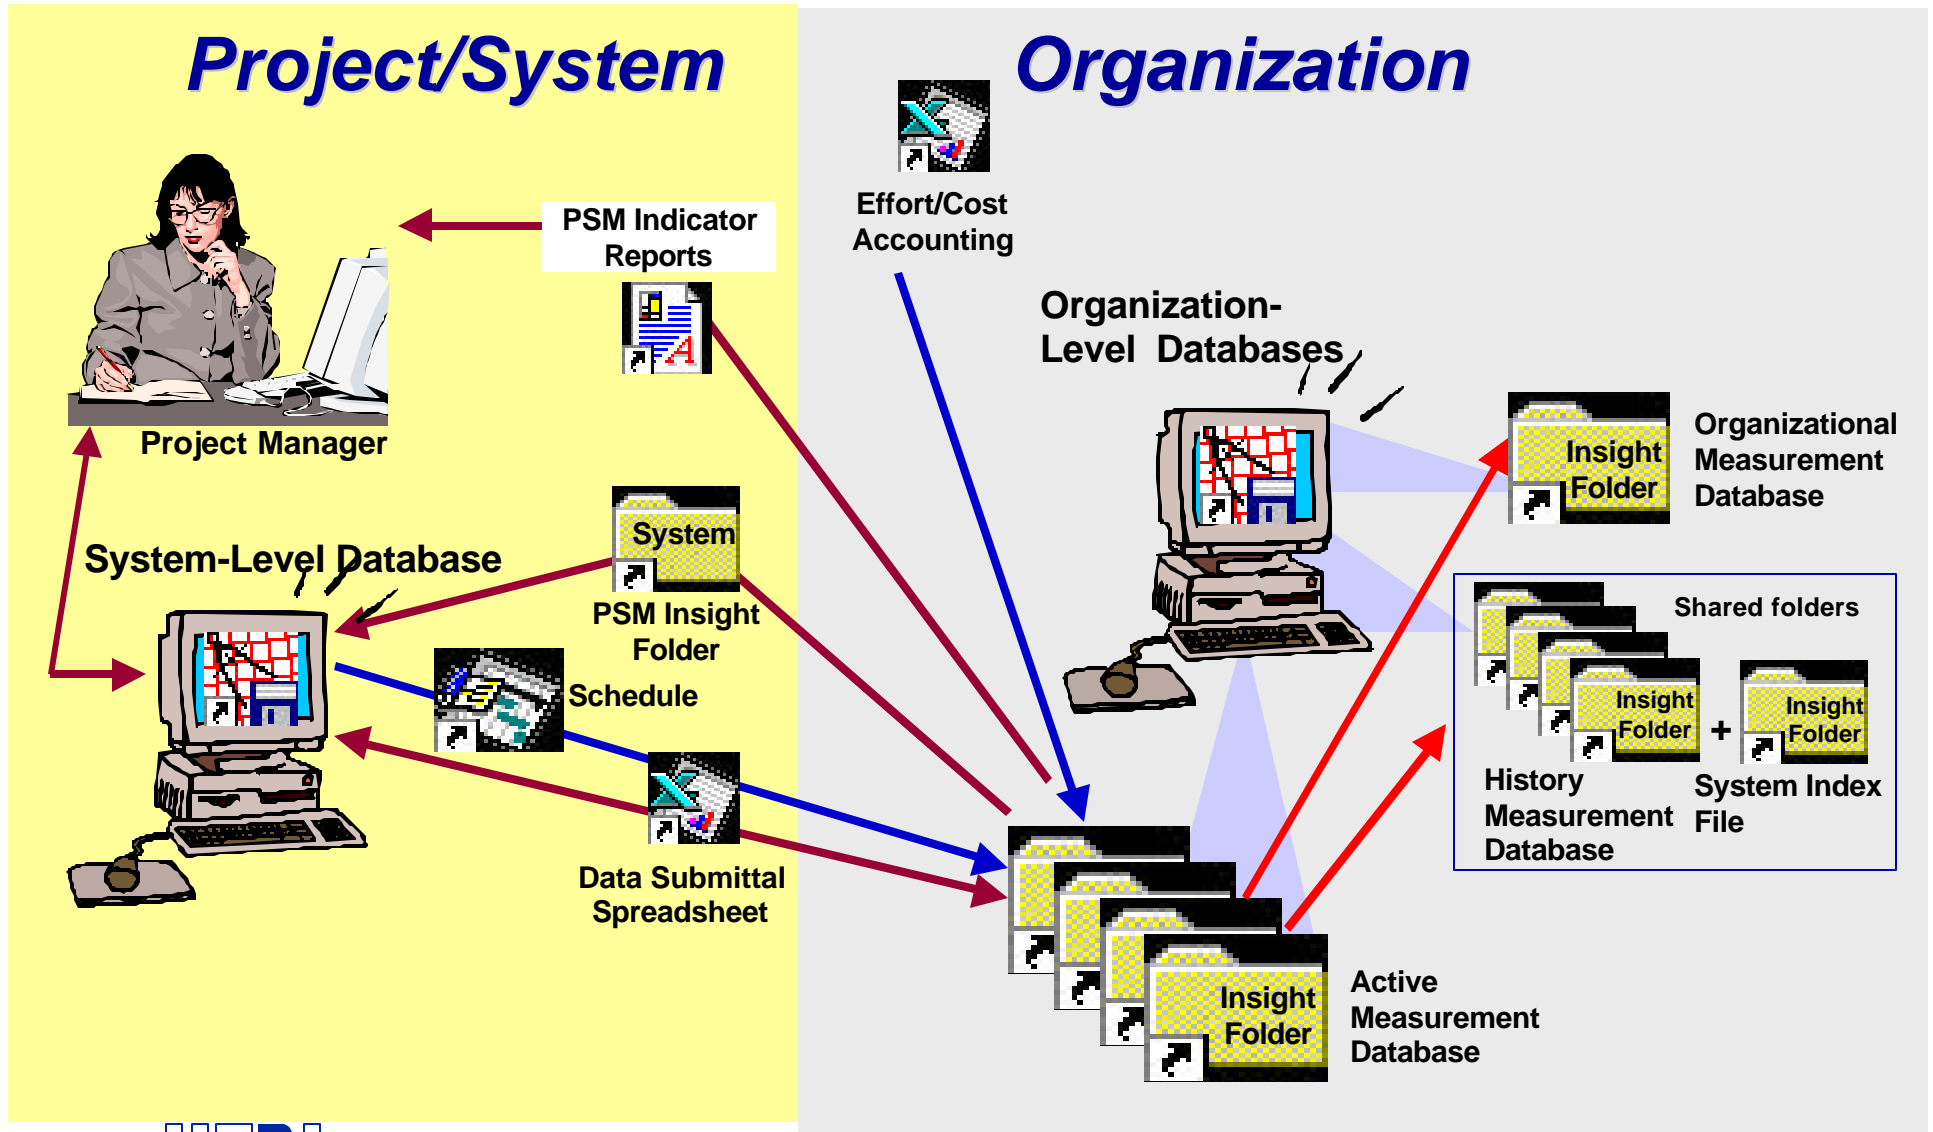 Project/System
Organization
PSM Indicator
Reports
Effort/Cost
Accounting
Organization-
Level Databases
Project Manager
Insight
Folder
Organizational
Measurement
Database
System
PSM Insight
Folder
System-Level Database
Schedule
Data Submittal
Spreadsheet
Shared folders
Insight
Folder
+
Insight
Folder
History
Measurement
Database
System Index
File
Insight
Folder
Active
Measurement
Database